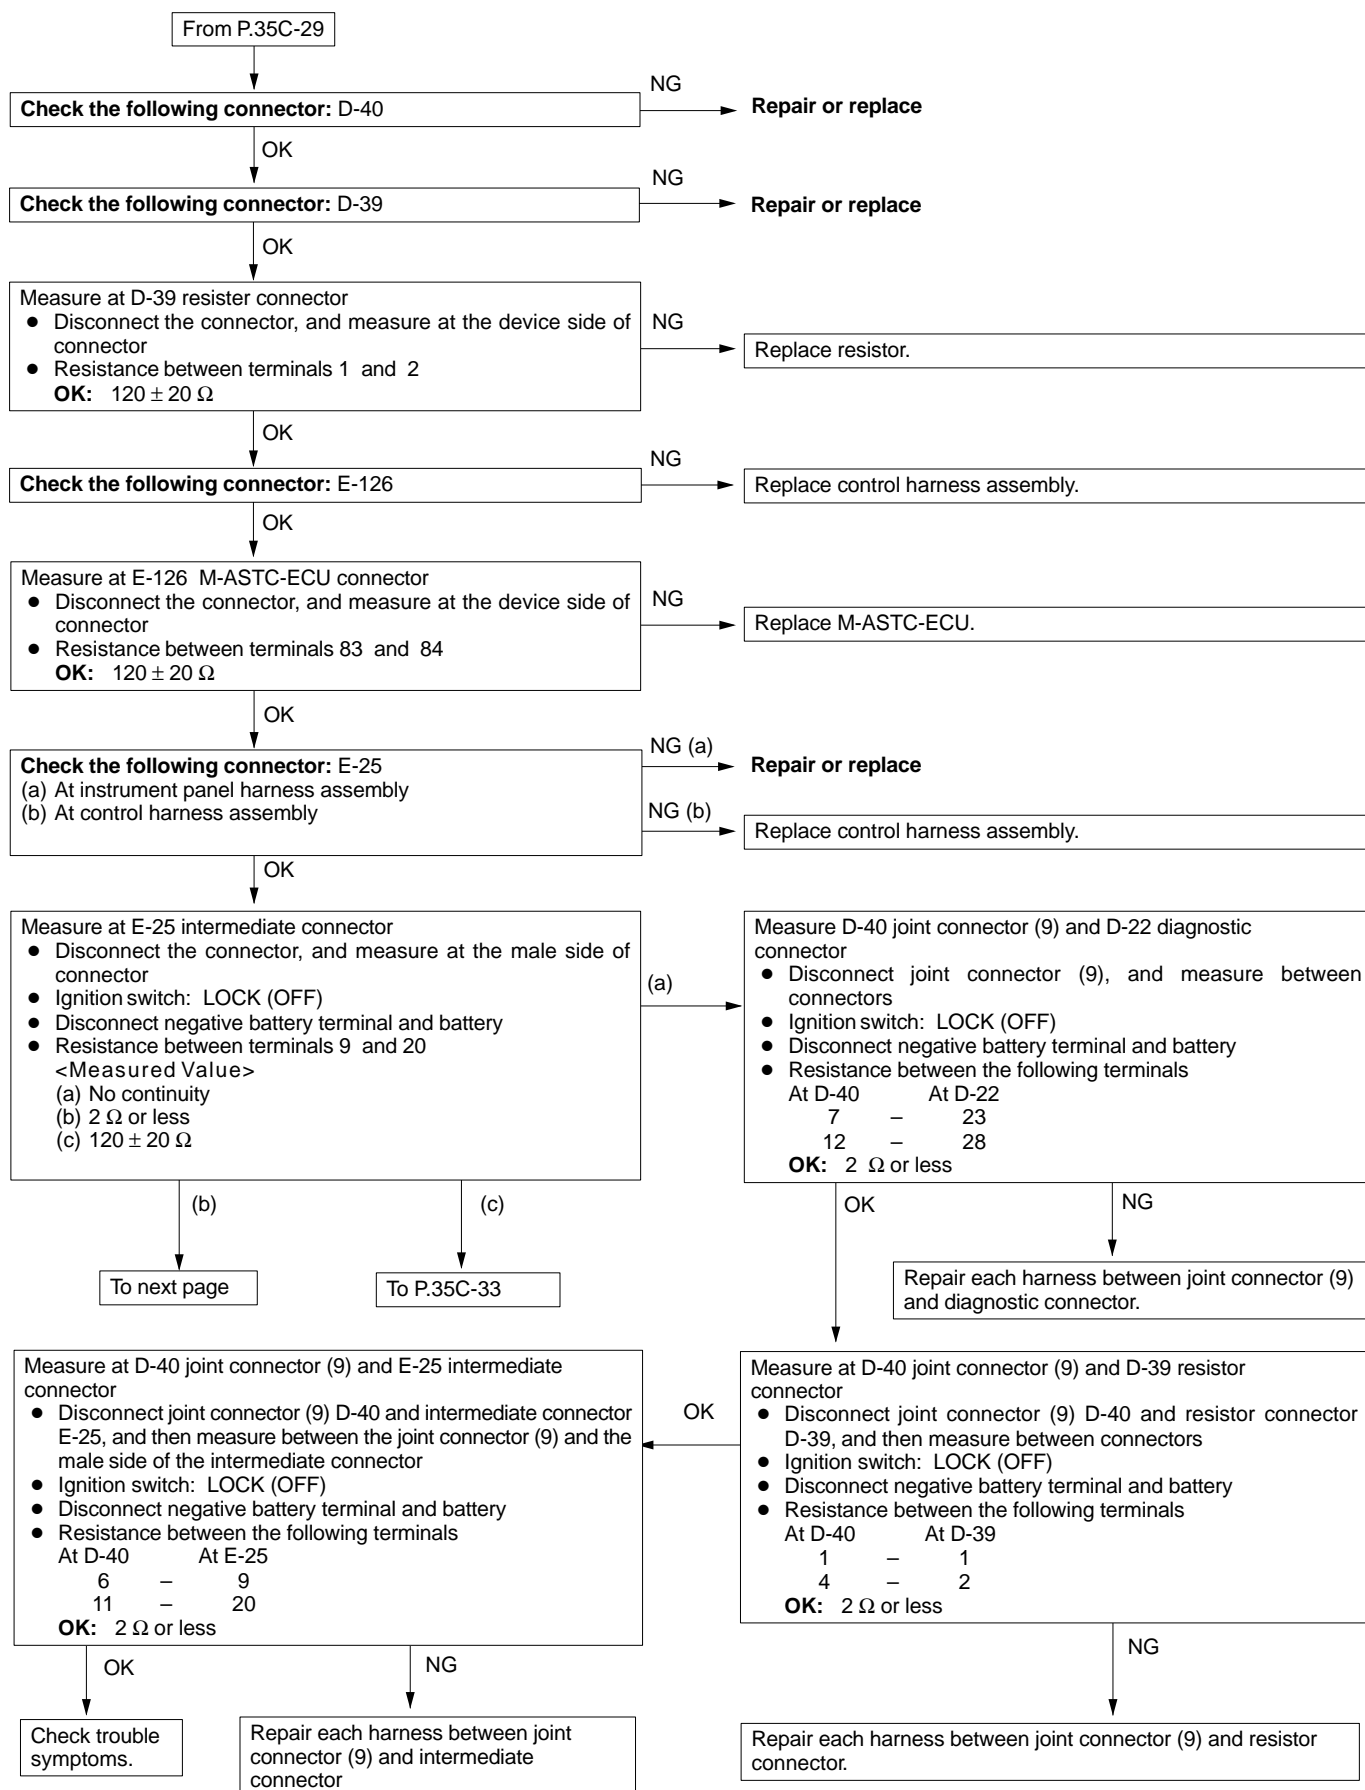 From P.35C-29
Check the following connector: D-40
NG
Repair or replace
OK
Check the following connector: D-39
NG
Repair or replace
OK
Measure at D-39 resister connector
● Disconnect the connector, and measure at the device side of
connector
● Resistance between terminals 1 and 2
OK: 120 ± 20 Ω
NG
Replace resistor.
OK
Check the following connector: E-126
NG
Replace control harness assembly.
OK
Measure at E-126 M-ASTC-ECU connector
● Disconnect the connector, and measure at the device side of
connector
● Resistance between terminals 83 and 84
OK: 120 ± 20 Ω
NG
Replace M-ASTC-ECU.
OK
Check the following connector: E-25
(a) At instrument panel harness assembly
(b) At control harness assembly
NG (a)
Repair or replace
NG (b)
Replace control harness assembly.
OK
Measure at E-25 intermediate connector
● Disconnect the connector, and measure at the male side of
connector
● Ignition switch: LOCK (OFF)
● Disconnect negative battery terminal and battery
● Resistance between terminals 9 and 20
<Measured Value>
(a) No continuity
(b) 2 Ω or less
(c) 120 ± 20 Ω
(a)
Measure D-40 joint connector (9) and D-22 diagnostic
connector
● Disconnect joint connector (9), and measure between
connectors
● Ignition switch: LOCK (OFF)
● Disconnect negative battery terminal and battery
● Resistance between the following terminals
At D-40 At D-22
7 – 23
12 – 28
OK: 2 Ω or less
(b)
To next page
(c)
To P.35C-33
OK
NG
Repair each harness between joint connector (9)
and diagnostic connector.
Measure at D-40 joint connector (9) and D-39 resistor
connector
● Disconnect joint connector (9) D-40 and resistor connector
D-39, and then measure between connectors
● Ignition switch: LOCK (OFF)
● Disconnect negative battery terminal and battery
● Resistance between the following terminals
At D-40 At D-39
1 – 1
4 – 2
OK: 2 Ω or less
OK
Measure at D-40 joint connector (9) and E-25 intermediate
connector
● Disconnect joint connector (9) D-40 and intermediate connector
E-25, and then measure between the joint connector (9) and the
male side of the intermediate connector
● Ignition switch: LOCK (OFF)
● Disconnect negative battery terminal and battery
● Resistance between the following terminals
At D-40 At E-25
6 – 9
11 – 20
OK: 2 Ω or less
OK
Check trouble
symptoms.
NG
Repair each harness between joint
connector (9) and intermediate
connector
NG
Repair each harness between joint connector (9) and resistor
connector.